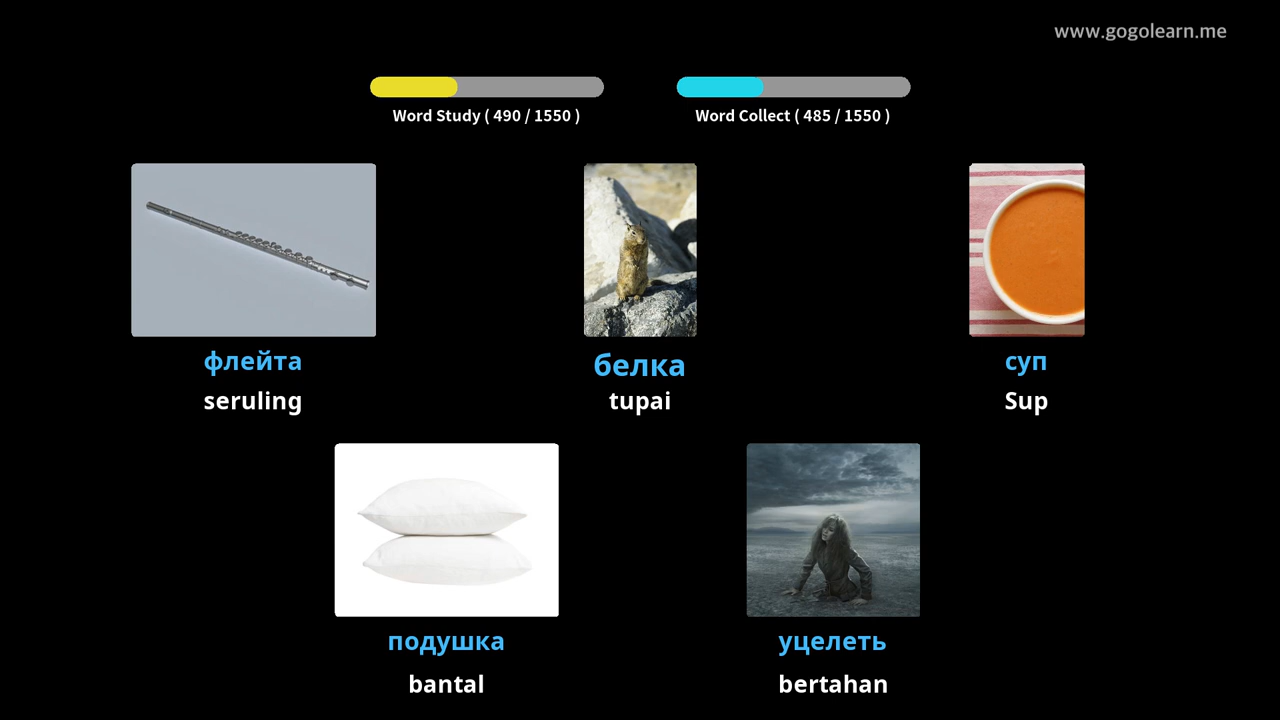 www.gogolearn.me
Word Study ( 490 / 1550 )
Word Collect ( 485 / 1550 )
флейта
белка
суп
seruling
tupai
Sup
подушка
уцелеть
bantal
bertahan